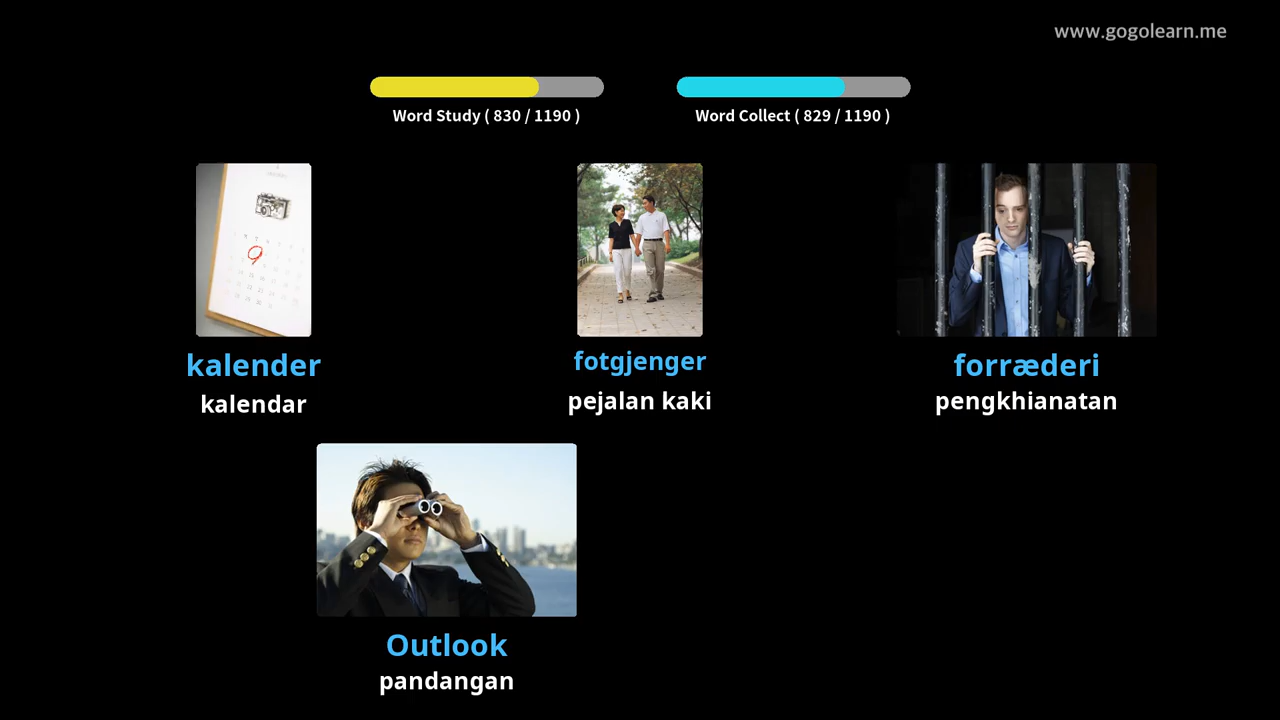 www.gogolearn.me
Word Study ( 830 / 1190 )
Word Collect ( 829 / 1190 )
kalender
kalendar
fotgjenger
pejalan kaki
forræderi
pengkhianatan
Outlook
pandangan